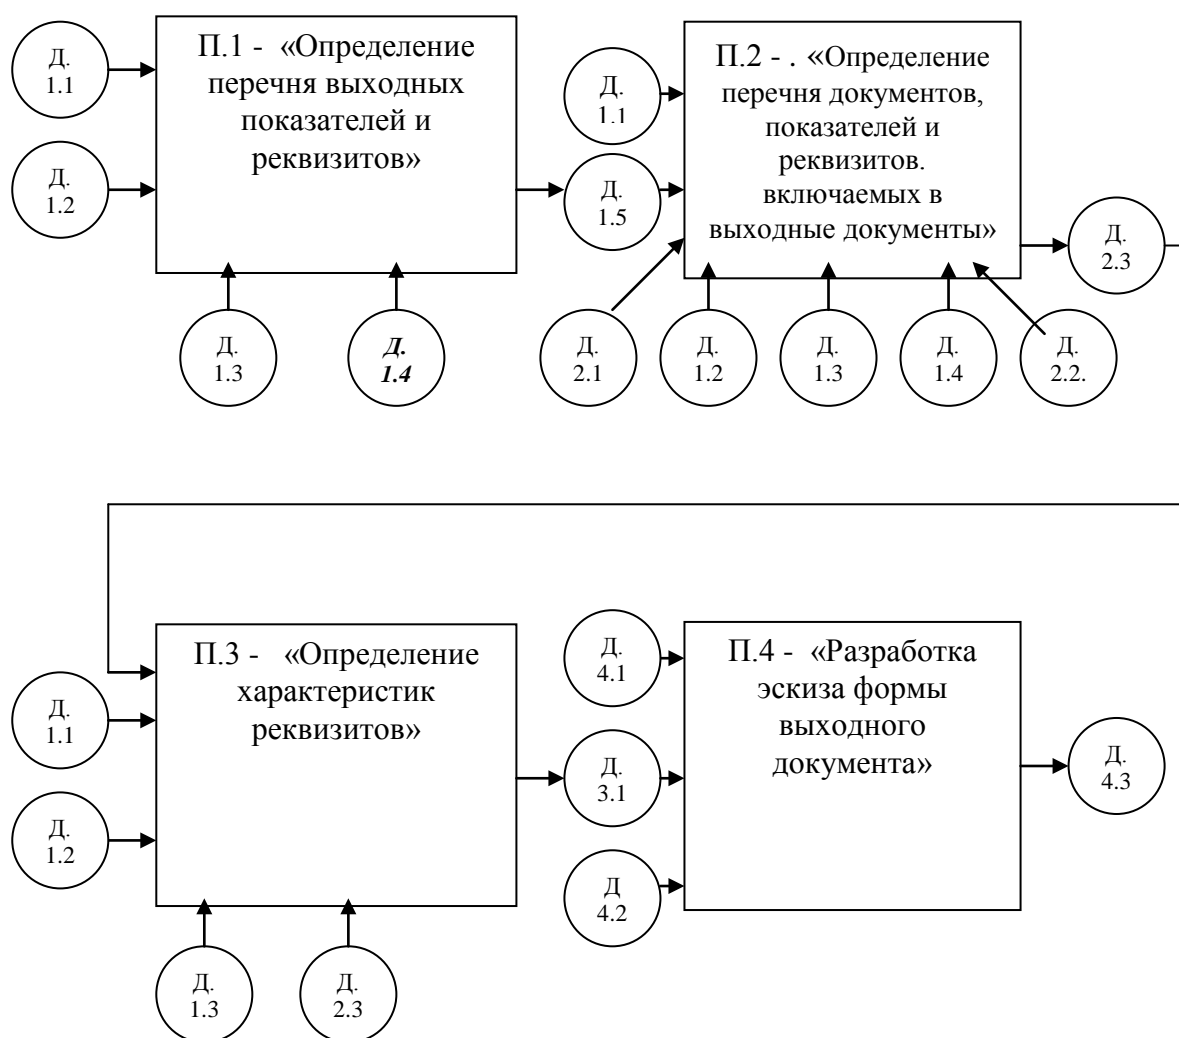 Д.
1.1
Д.
1.2
П.1 - «Определение
перечня выходных
показателей и
реквизитов»
Д.
1.3
Д.
1.4
Д.
1.1
Д.
1.5
П.2 - . «Определение
перечня документов,
показателей и
реквизитов.
включаемых в
выходные документы»
Д.
2.3
Д.
2.1
Д.
1.2
Д.
1.3
Д.
1.4
Д.
2.2.
П.3 - «Определение
характеристик
реквизитов»
Д.
1.1
Д.
1.2
Д.
1.3
Д.
2.3
Д.
4.1
Д.
3.1
Д
4.2
П.4 - «Разработка
эскиза формы
выходного
документа»
Д.
4.3